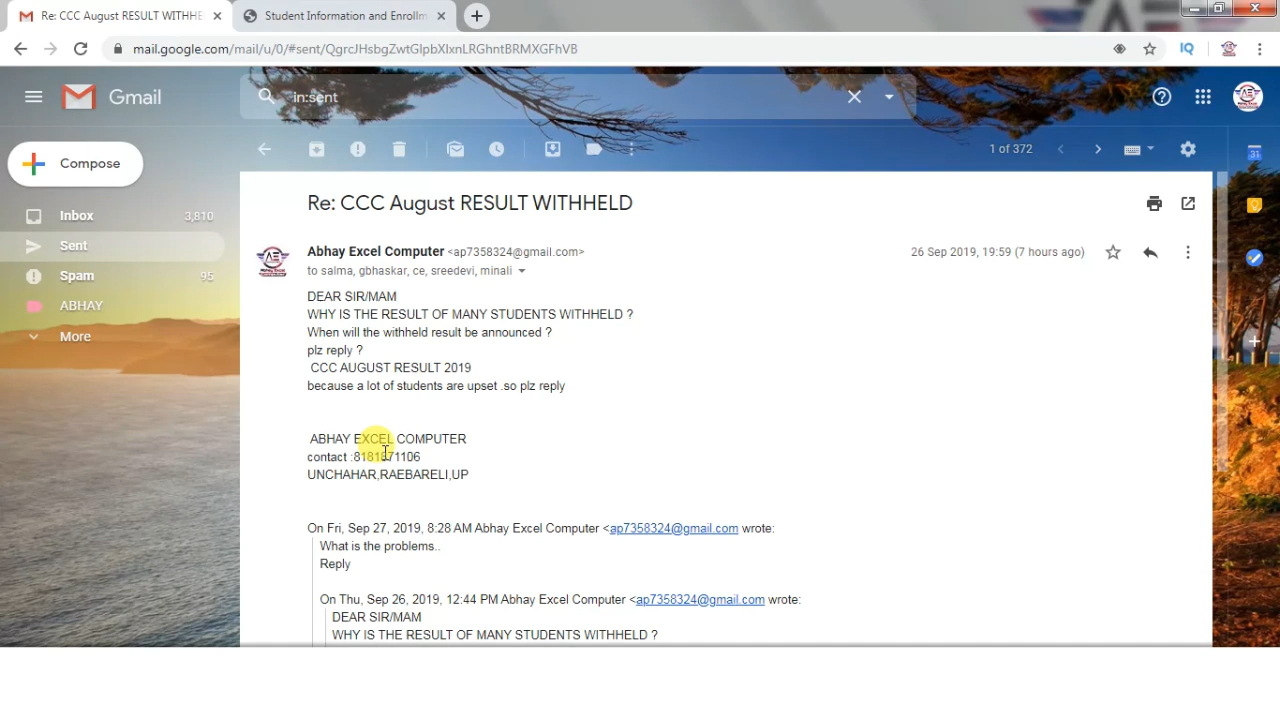 Re: CCC August RESULT WITHHE
Student Information and Enrollm
mail.google.com/mail/u/0/#sent/QgrcJHsbgZwtGlpbXlxnLRGhntBRMXGFhVB
IQ
Gmail
in:sent
Compose
1 of 372
Inbox 3,810
Sent
Spam 95
ABHAY
More
31
Re: CCC August RESULT WITHHELD
Abhay Excel Computer <ap7358324@gmail.com> 26 Sep 2019, 19:59 (7 hours ago)
to salma, gbhaskar, ce, sreedevi, minali
DEAR SIR/MAM
WHY IS THE RESULT OF MANY STUDENTS WITHHELD ?
When will the withheld result be announced ?
plz reply ?
CCC AUGUST RESULT 2019
because a lot of students are upset .so plz reply
ABHAY EXCEL COMPUTER
contact :8181871106
UNCHAHAR,RAEBARELI,UP
On Fri, Sep 27, 2019, 8:28 AM Abhay Excel Computer <ap7358324@gmail.com wrote:
What is the problems..
Reply
On Thu, Sep 26, 2019, 12:44 PM Abhay Excel Computer <ap7358324@gmail.com wrote:
DEAR SIR/MAM
WHY IS THE RESULT OF MANY STUDENTS WITHHELD ?